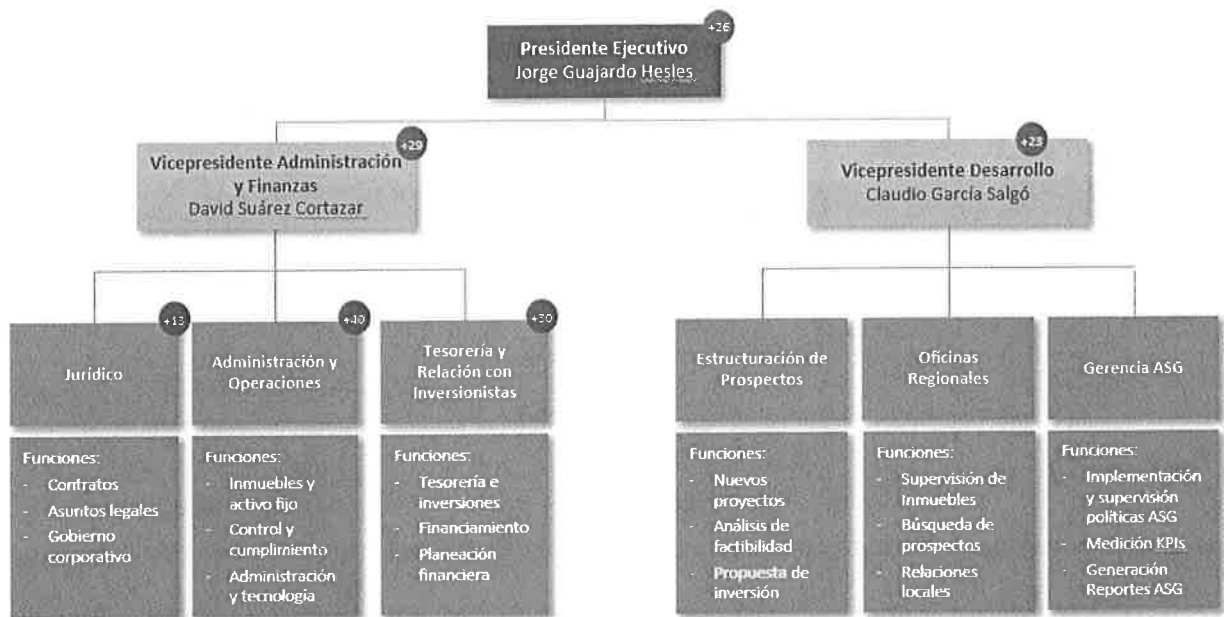 +26
Presidente Ejecutivo
Jorge Guajardo Hesles
+29
Vicepresidente Administración
y Finanzas
David Suárez Cortazar
+23
Vicepresidente Desarrollo
Claudio García Salgó
+13
Jurídico
+40
Administración y
Operaciones
+30
Tesorería y
Relación con
Inversionistas
Estructuración de
Prospectos
Oficinas
Regionales
Gerencia ASG
Funciones:
- Contratos
- Asuntos legales
- Gobierno
corporativo
Funciones:
- Inmuebles y
activo fijo
- Control y
cumplimiento
- Administración
y tecnología
Funciones:
- Tesorería e
inversiones
- Financiamiento
- Planeación
financiera
Funciones:
- Nuevos
proyectos
- Análisis de
factibilidad
- Propuesta de
inversión
Funciones:
- Supervisión de
Inmuebles
- Búsqueda de
prospectos
- Relaciones
locales
Funciones:
- Implementación
y supervisión
políticas ASG
- Medición KPIs
- Generación
Reportes ASG